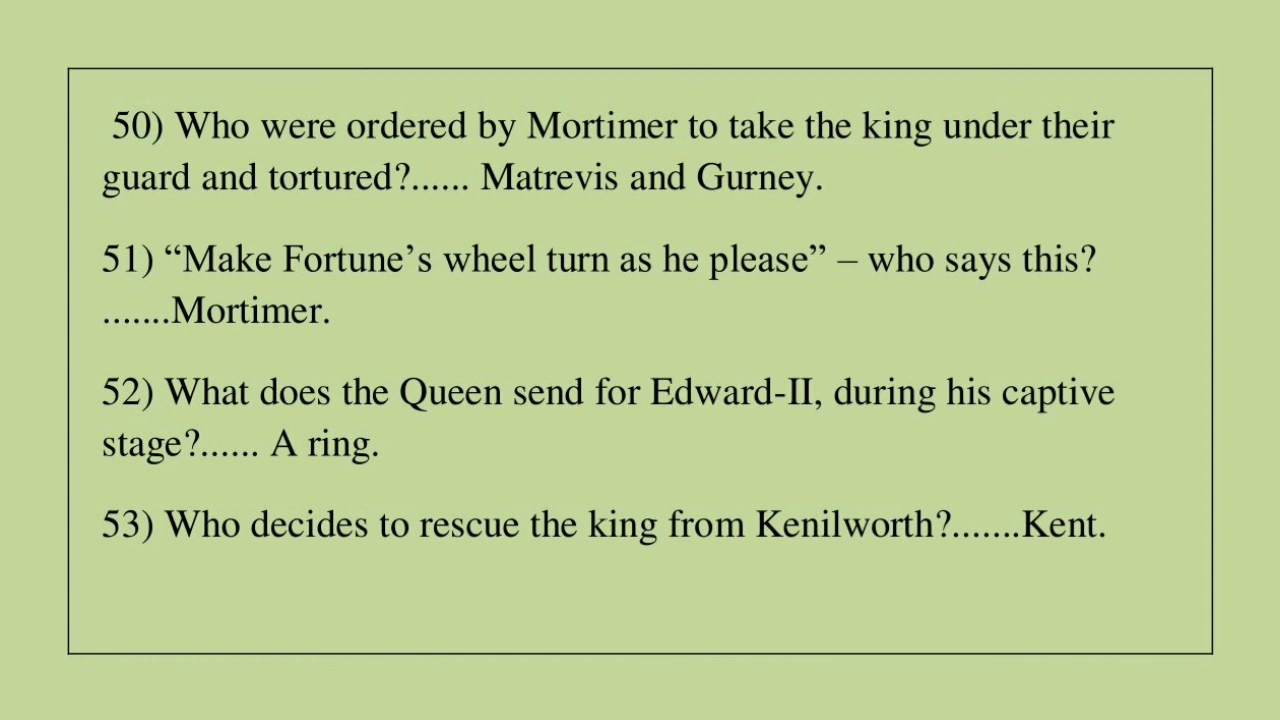 50) Who were ordered by Mortimer to take the king under their
guard and tortured?...... Matrevis and Gurney.
51) “Make Fortune’s wheel turn as he please” – who says this?
.......Mortimer.
52) What does the Queen send for Edward-II, during his captive
stage?...... A ring.
53) Who decides to rescue the king from Kenilworth?.......Kent.